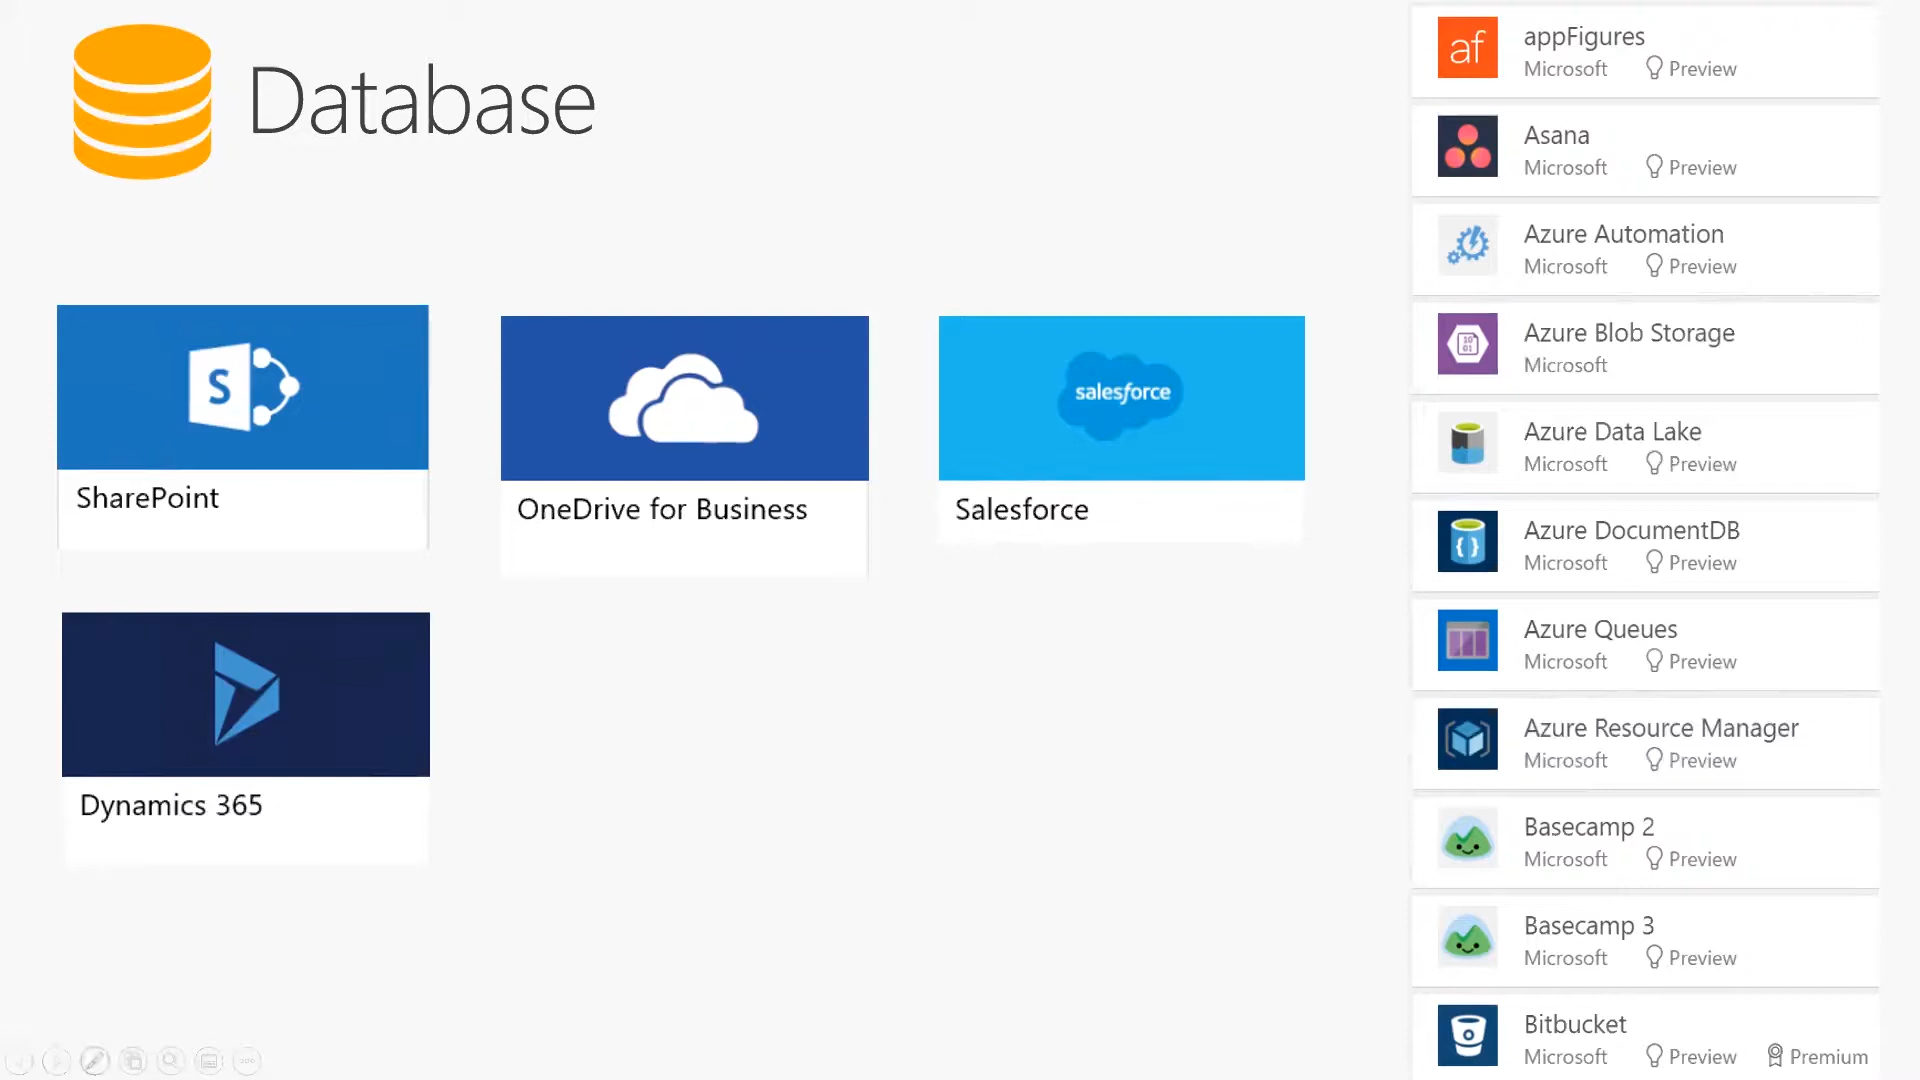 Database
S
SharePoint
OneDrive for Business
salesforce
Salesforce
Dynamics 365
af
appFigures
Microsoft Preview
Asana
Microsoft Preview
Azure Automation
Microsoft Preview
10
01
Azure Blob Storage
Microsoft
Azure Data Lake
Microsoft Preview
{ }
Azure DocumentDB
Microsoft Preview
Azure Queues
Microsoft Preview
Azure Resource Manager
Microsoft Preview
Basecamp 2
Microsoft Preview
Basecamp 3
Microsoft Preview
Bitbucket
Microsoft Preview Premium